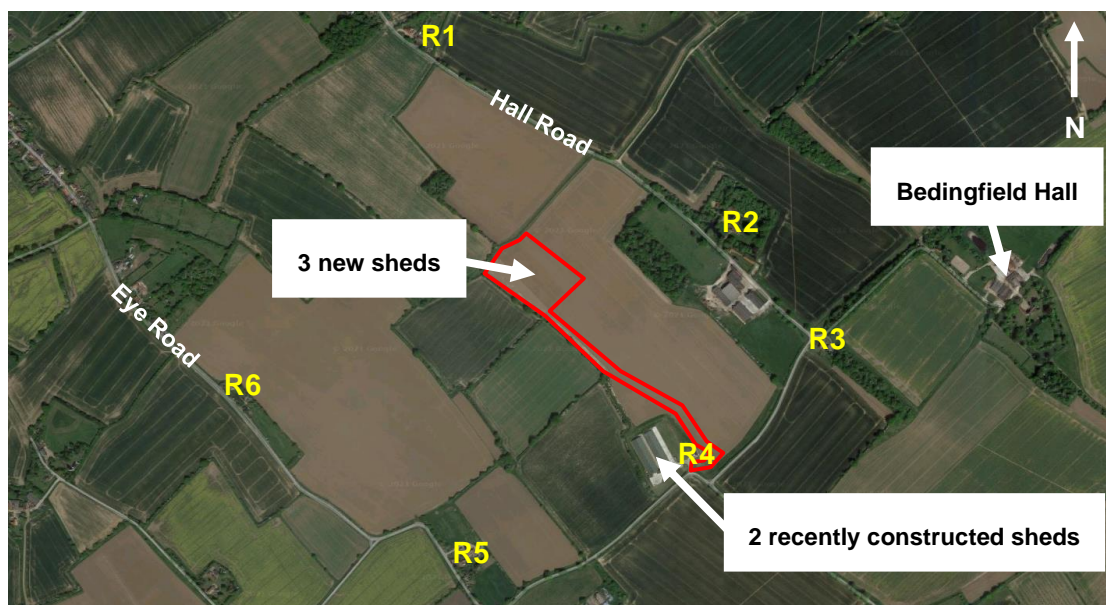 R1
Hall Road
N
Bedingfield Hall
R2
3 new sheds
Eye Road
R3
R6
R4
2 recently constructed sheds
R5